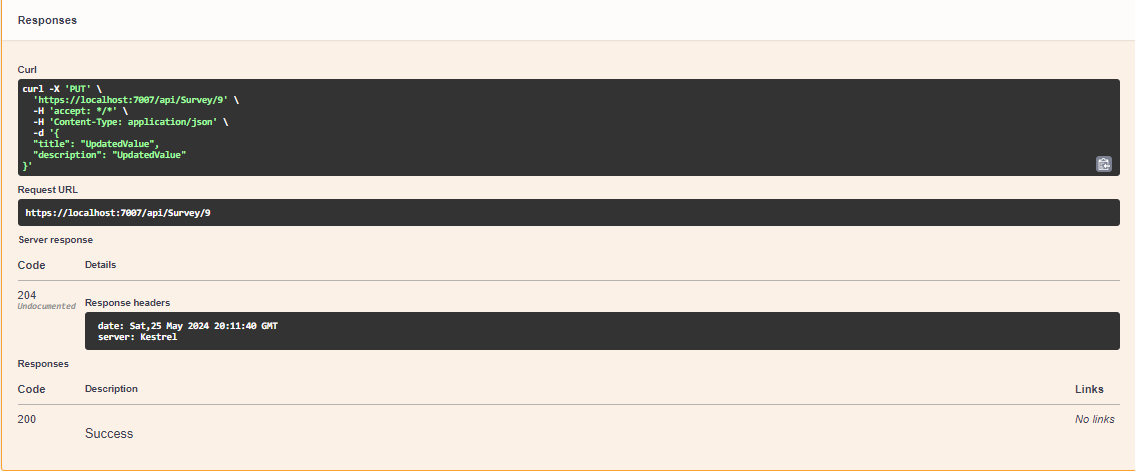 Responses
Curl
curl -X 'PUT' \
  'https://localhost:7007/api/Survey/9' \
  -H 'accept: */*' \
  -H 'Content-Type: application/json' \
  -d '{
  "title": "UpdatedValue",
  "description": "UpdatedValue"
}'
Request URL
https://localhost:7007/api/Survey/9
Server response
Code Details
204
Undocumented
Response headers
date: Sat,25 May 2024 20:11:40 GMT
server: Kestrel
Responses
Code Description Links
200 No links
Success